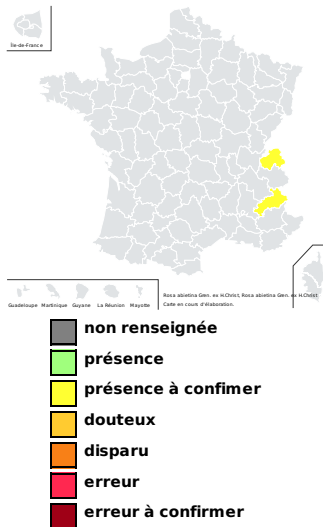 Île-de-France
Guadeloupe Martinique Guyane La Réunion Mayotte
Rosa abietina Gren. ex H.Christ, Rosa abietina Gren. ex H.Christ
Carte en cours d'élaboration.
non renseignée
présence
présence à confimer
douteux
disparu
erreur
erreur à confirmer